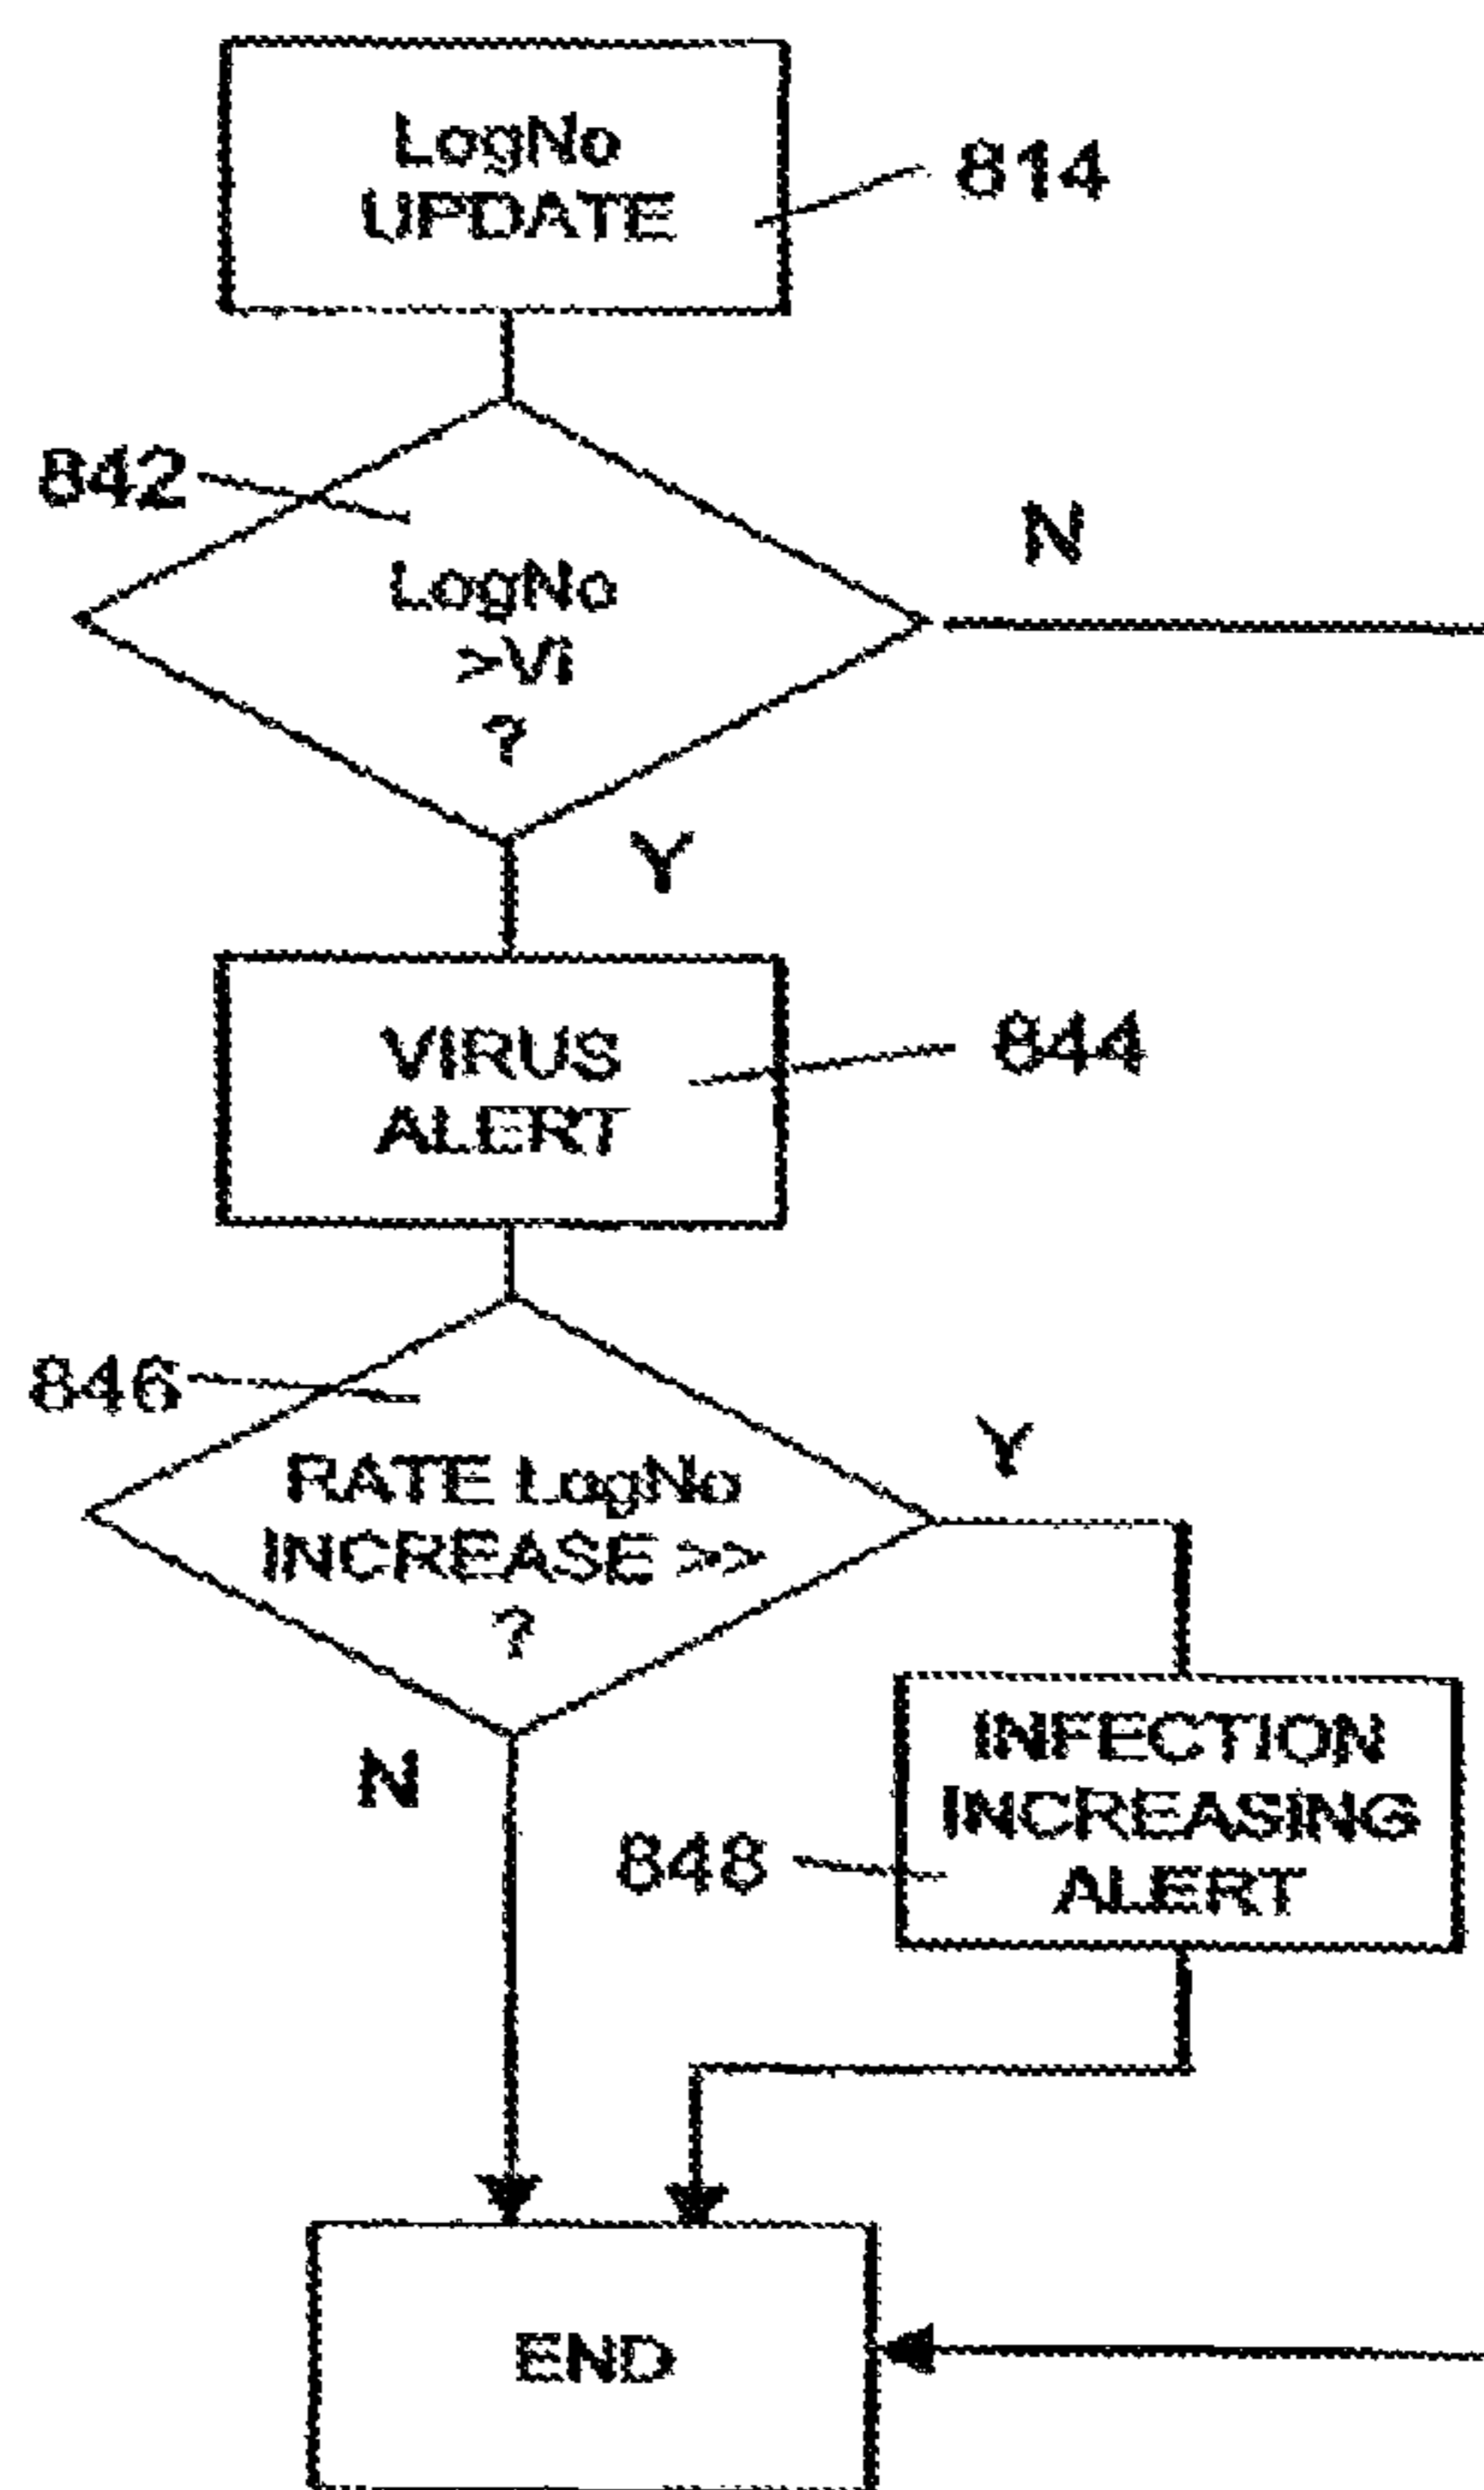 LogNo
UPDATE
814
842
N
LogNo
>Vi
?
Y
VIRUS
ALERT
844
846
Y
RATE LogNo
INCREASE >>
?
N
INFECTION
INCREASING
ALERT
848
END